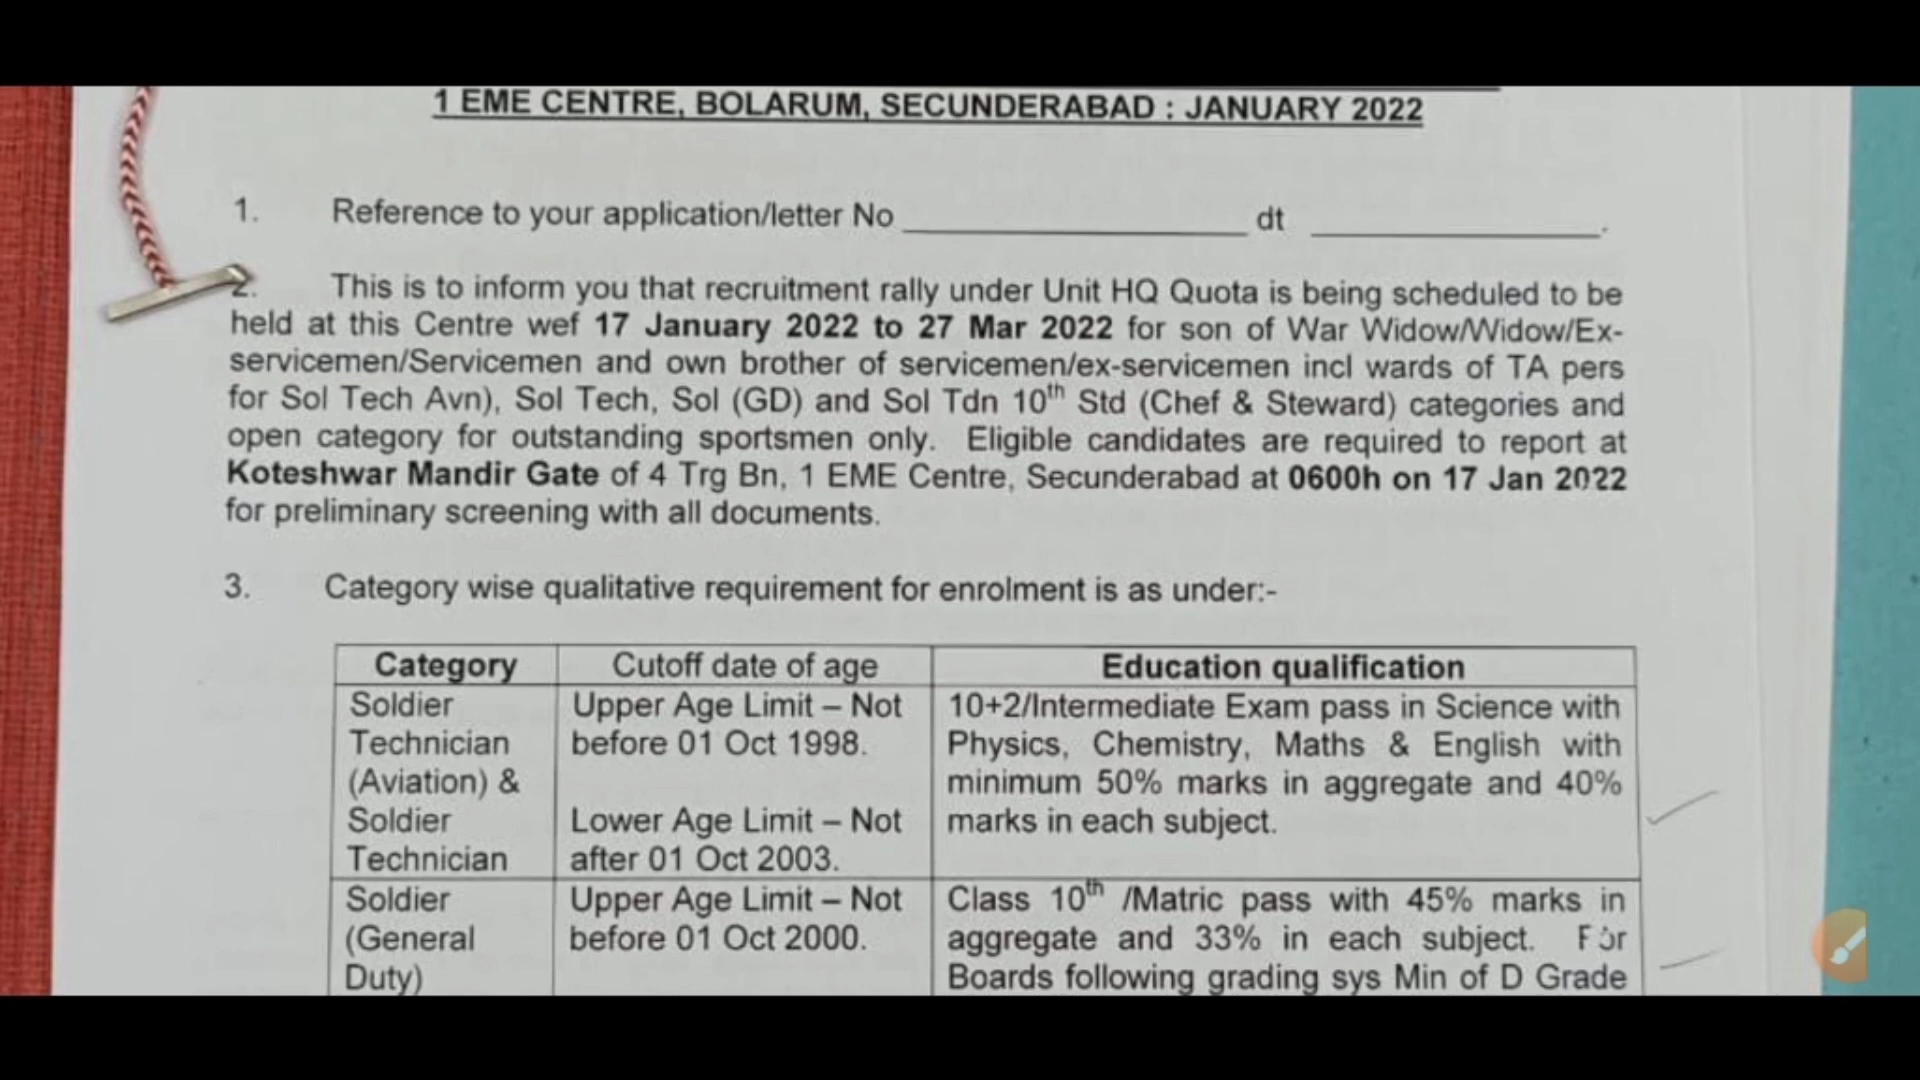 1 EME CENTRE, BOLARUM, SECUNDERABAD : JANUARY 2022
1. Reference to your application/letter No ____________ dt ____________.
2. This is to inform you that recruitment rally under Unit HQ Quota is being scheduled to be
held at this Centre wef 17 January 2022 to 27 Mar 2022 for son of War Widow/Widow/Ex-
servicemen/Servicemen and own brother of servicemen/ex-servicemen incl wards of TA pers
for Sol Tech Avn), Sol Tech, Sol (GD) and Sol Tdn 10th Std (Chef & Steward) categories and
open category for outstanding sportsmen only. Eligible candidates are required to report at
Koteshwar Mandir Gate of 4 Trg Bn, 1 EME Centre, Secunderabad at 0600h on 17 Jan 2022
for preliminary screening with all documents.
3. Category wise qualitative requirement for enrolment is as under:-
Category
Cutoff date of age
Education qualification
Soldier
Technician
(Aviation) &
Soldier
Technician
Upper Age Limit – Not
before 01 Oct 1998.
Lower Age Limit – Not
after 01 Oct 2003.
10+2/Intermediate Exam pass in Science with
Physics, Chemistry, Maths & English with
minimum 50% marks in aggregate and 40%
marks in each subject.
Soldier
(General
Duty)
Upper Age Limit – Not
before 01 Oct 2000.
Class 10th /Matric pass with 45% marks in
aggregate and 33% in each subject. For
Boards following grading sys Min of D Grade